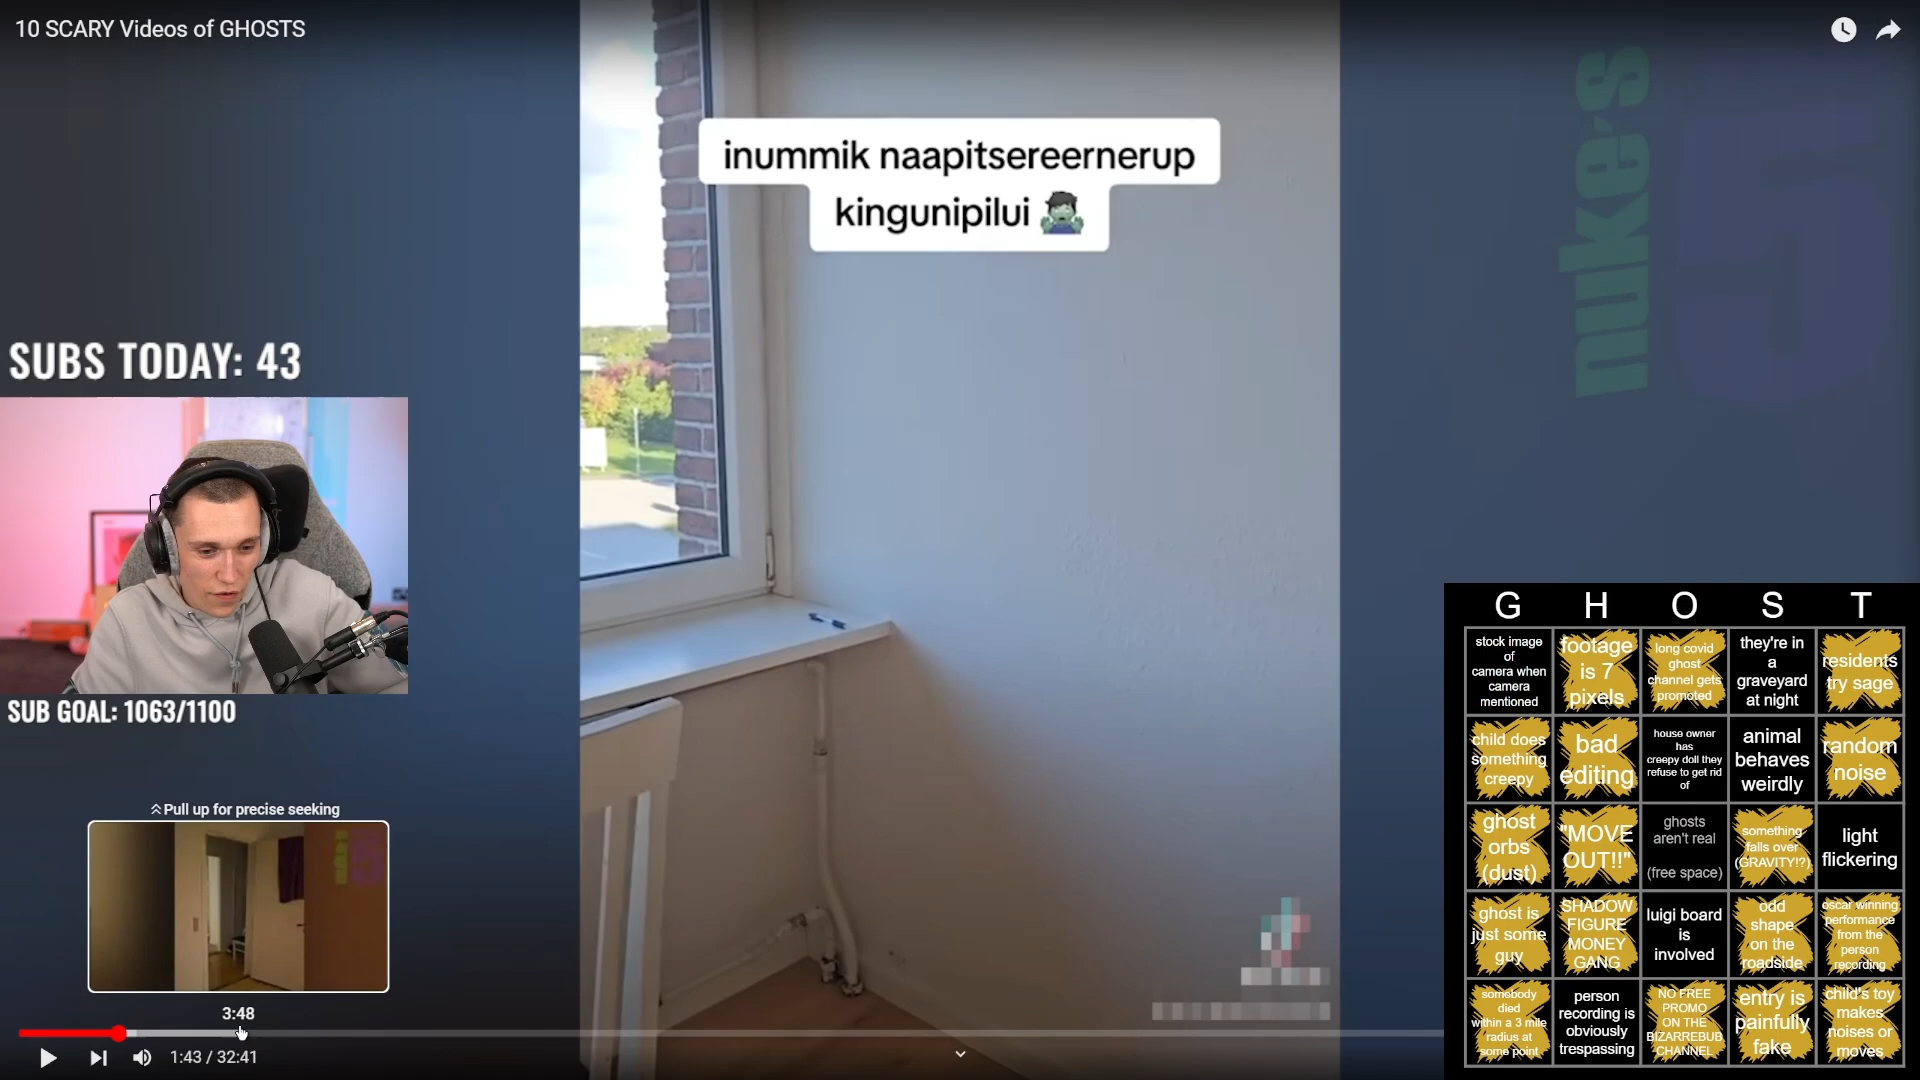 10 SCARY Videos of GHOSTS
inummik naapitsereernerup
kingunipilui
nuke's
5
SUBS TODAY: 43
SUB GOAL: 1063/1100
Pull up for precise seeking
nuke's
5
3:48
1:43 / 32:41
G H O S T
stock image
of
camera when
camera
mentioned
footage
is 7
pixels
long covid
ghost
channel gets
promoted
they're in
a
graveyard
at night
residents
try sage
child does
something
creepy
bad
editing
house owner
has
creepy doll they
refuse to get rid
of
animal
behaves
weirdly
random
noise
ghost
orbs
(dust)
"MOVE
OUT!!"
ghosts
aren't real
(free space)
something
falls over
(GRAVITY!?)
light
flickering
ghost is
just some
guy
SHADOW
FIGURE
MONEY
GANG
luigi board
is
involved
odd
shape
on the
roadside
oscar winning
performance
from the
person
recording
somebody
died
within a 3 mile
radius at
some point
person
recording is
obviously
trespassing
NO FREE
PROMO
ON THE
BIZARREBUB
CHANNEL
entry is
painfully
fake
child's toy
makes
noises or
moves